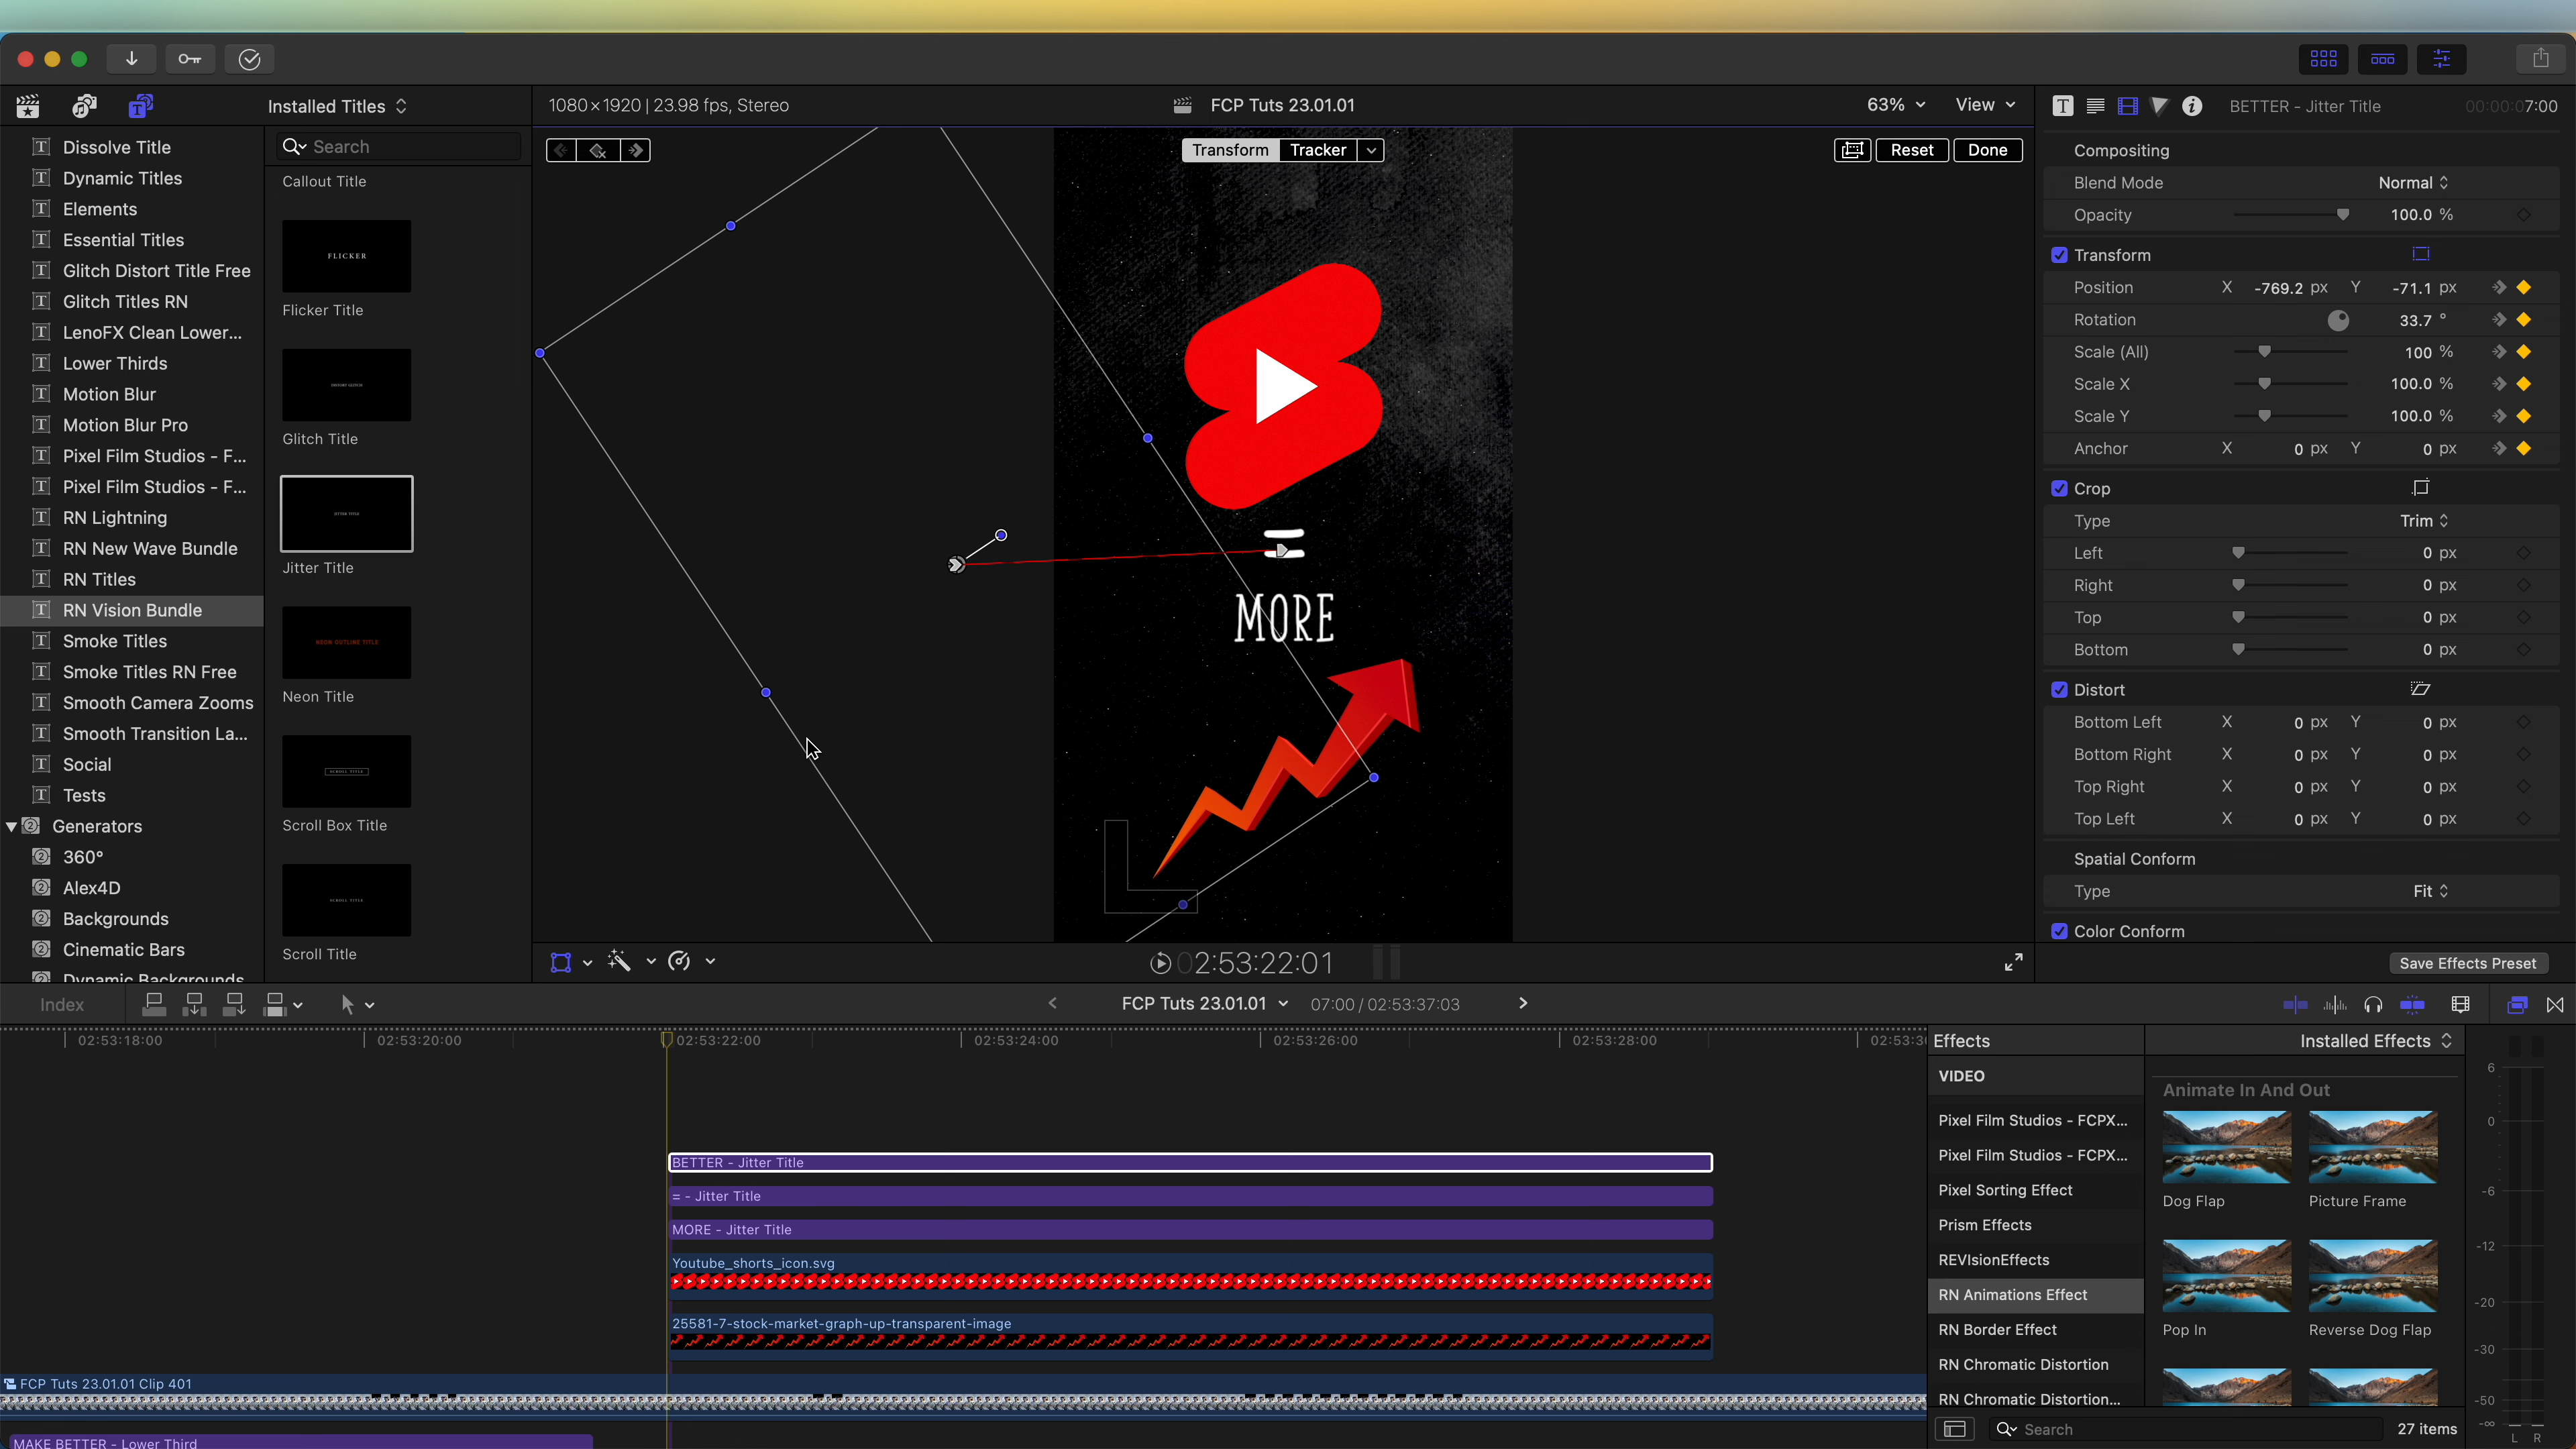 Installed Titles
1080×1920 | 23.98 fps, Stereo
FCP Tuts 23.01.01
63%
View
BETTER - Jitter Title
00:00:07:00
Dissolve Title
Dynamic Titles
Elements
Essential Titles
Glitch Distort Title Free
Glitch Titles RN
LenoFX Clean Lower...
Lower Thirds
Motion Blur
Motion Blur Pro
Pixel Film Studios - F...
Pixel Film Studios - F...
RN Lightning
RN New Wave Bundle
RN Titles
RN Vision Bundle
Smoke Titles
Smoke Titles RN Free
Smooth Camera Zooms
Smooth Transition La...
Social
Tests
Generators
360°
Alex4D
Backgrounds
Cinematic Bars
Dynamic Backgrounds
Search
Callout Title
FLICKER
Flicker Title
Glitch Title
JITTER TITLE
Jitter Title
NEON OUTLINE TITLE
Neon Title
SCROLL TITLE
Scroll Box Title
SCROLL TITLE
Scroll Title
Transform
Tracker
Reset
Done
=
MORE
Compositing
Blend Mode Normal
Opacity 100.0 %
Transform
Position X -769.2 px Y -71.1 px
Rotation 33.7 °
Scale (All) 100 %
Scale X 100.0 %
Scale Y 100.0 %
Anchor X 0 px Y 0 px
Crop
Type Trim
Left 0 px
Right 0 px
Top 0 px
Bottom 0 px
Distort
Bottom Left X 0 px Y 0 px
Bottom Right X 0 px Y 0 px
Top Right X 0 px Y 0 px
Top Left X 0 px Y 0 px
Spatial Conform
Type Fit
Color Conform
Save Effects Preset
02:53:22:01
Index
FCP Tuts 23.01.01
07:00 / 02:53:37:03
02:53:18:00
02:53:20:00
02:53:22:00
02:53:24:00
02:53:26:00
02:53:28:00
02:53:30
BETTER - Jitter Title
= - Jitter Title
MORE - Jitter Title
Youtube_shorts_icon.svg
25581-7-stock-market-graph-up-transparent-image
FCP Tuts 23.01.01 Clip 401
MAKE BETTER - Lower Third
Effects
Installed Effects
VIDEO
Pixel Film Studios - FCPX...
Pixel Film Studios - FCPX...
Pixel Sorting Effect
Prism Effects
REVIsionEffects
RN Animations Effect
RN Border Effect
RN Chromatic Distortion
RN Chromatic Distortion...
Animate In And Out
Dog Flap
Picture Frame
Pop In
Reverse Dog Flap
Search
27 items
6
0
-6
-12
-20
-30
-50
-∞
L R